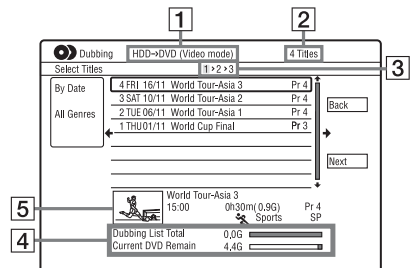 1 2
Dubbing HDD→DVD (Video mode) 4 Titles
Select Titles 1 › 2 › 3 3
By Date
All Genres
4 FRI 16/11 World Tour-Asia 3 Pr 4
3 SAT 10/11 World Tour-Asia 2 Pr 4
2 TUE 06/11 World Tour-Asia 1 Pr 4
1 THU01/11 World Cup Final Pr 3
Back
Next
5
World Tour-Asia 3
15:00 0h30m(0.9G) Pr 4
Sports SP
4
Dubbing List Total 0,0G
Current DVD Remain 4,4G